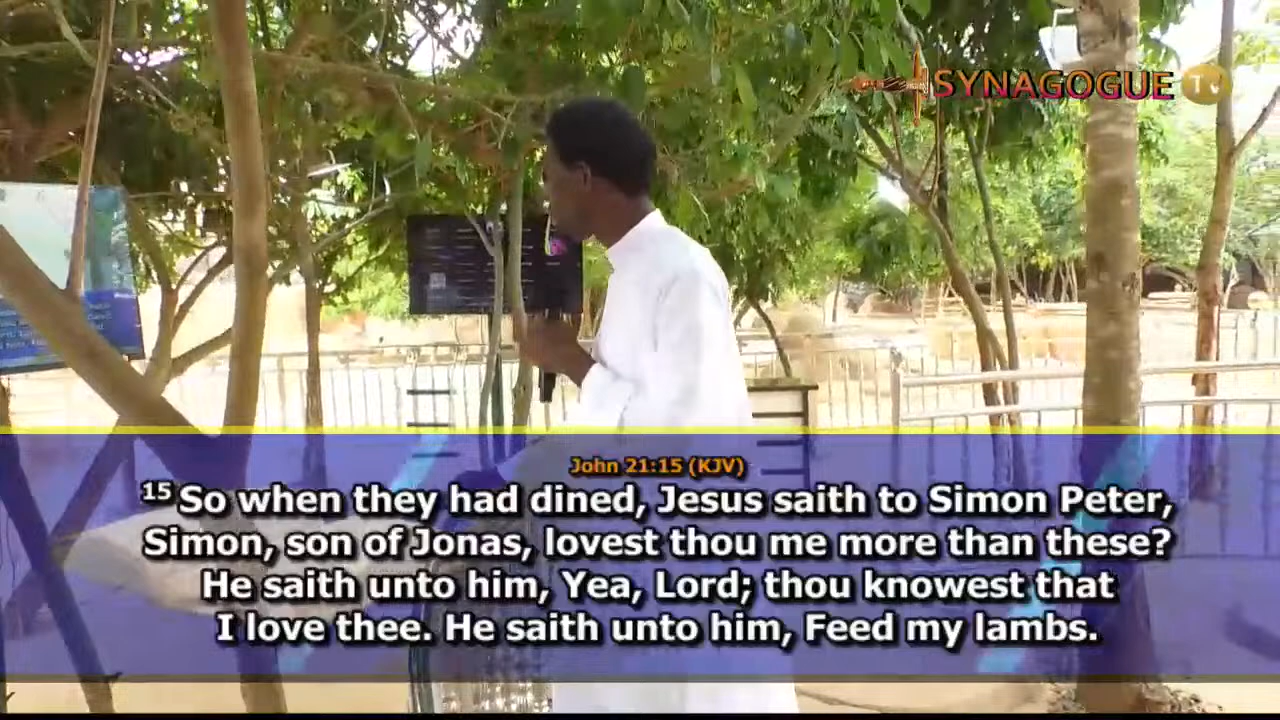 SYNAGOGUE TV
John 21:15 (KJV)
15 So when they had dined, Jesus saith to Simon Peter,
Simon, son of Jonas, lovest thou me more than these?
He saith unto him, Yea, Lord; thou knowest that
I love thee. He saith unto him, Feed my lambs.